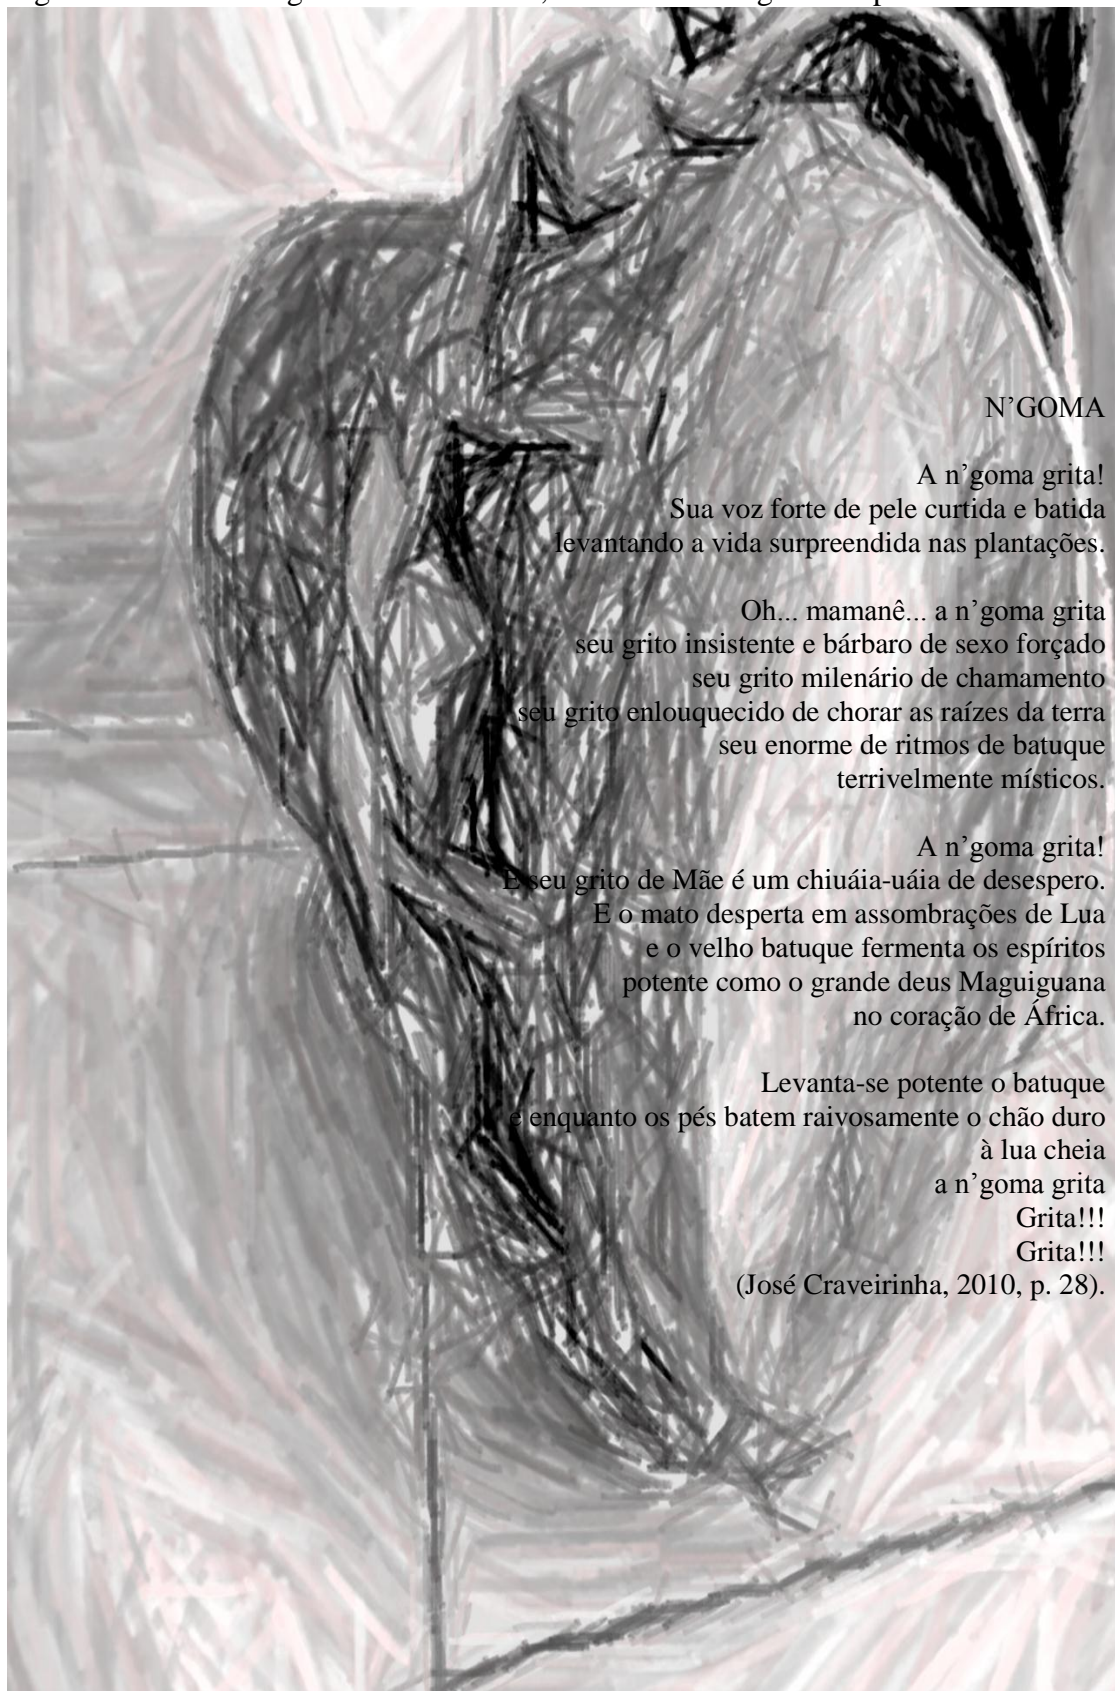 N’GOMA
A n’goma grita!
Sua voz forte de pele curtida e batida
levantando a vida surpreendida nas plantações.
Oh... mamanê... a n’goma grita
seu grito insistente e bárbaro de sexo forçado
seu grito milenário de chamamento
seu grito enlouquecido de chorar as raízes da terra
seu enorme de ritmos de batuque
terrivelmente místicos.
A n’goma grita!
E seu grito de Mãe é um chiuáia-uáia de desespero.
E o mato desperta em assombrações de Lua
e o velho batuque fermenta os espíritos
potente como o grande deus Maguiguana
no coração de África.
Levanta-se potente o batuque
e enquanto os pés batem raivosamente o chão duro
à lua cheia
a n’goma grita
Grita!!!
Grita!!!
(José Craveirinha, 2010, p. 28).